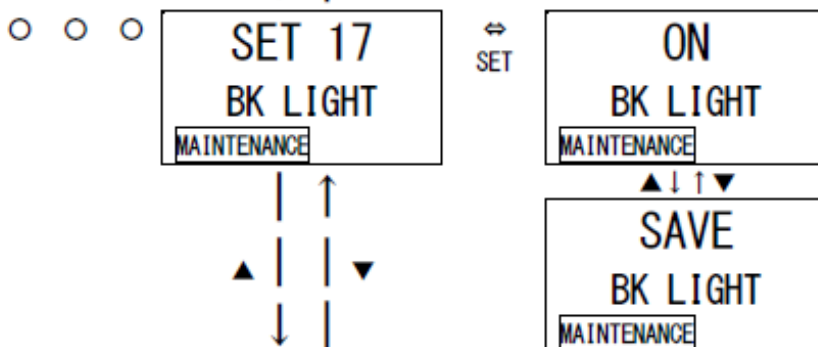 ○ ○ ○
SET 17
BK LIGHT
MAINTENANCE
⇔
SET
ON
BK LIGHT
MAINTENANCE
▲↓↑▼
SAVE
BK LIGHT
MAINTENANCE
▲ ▼